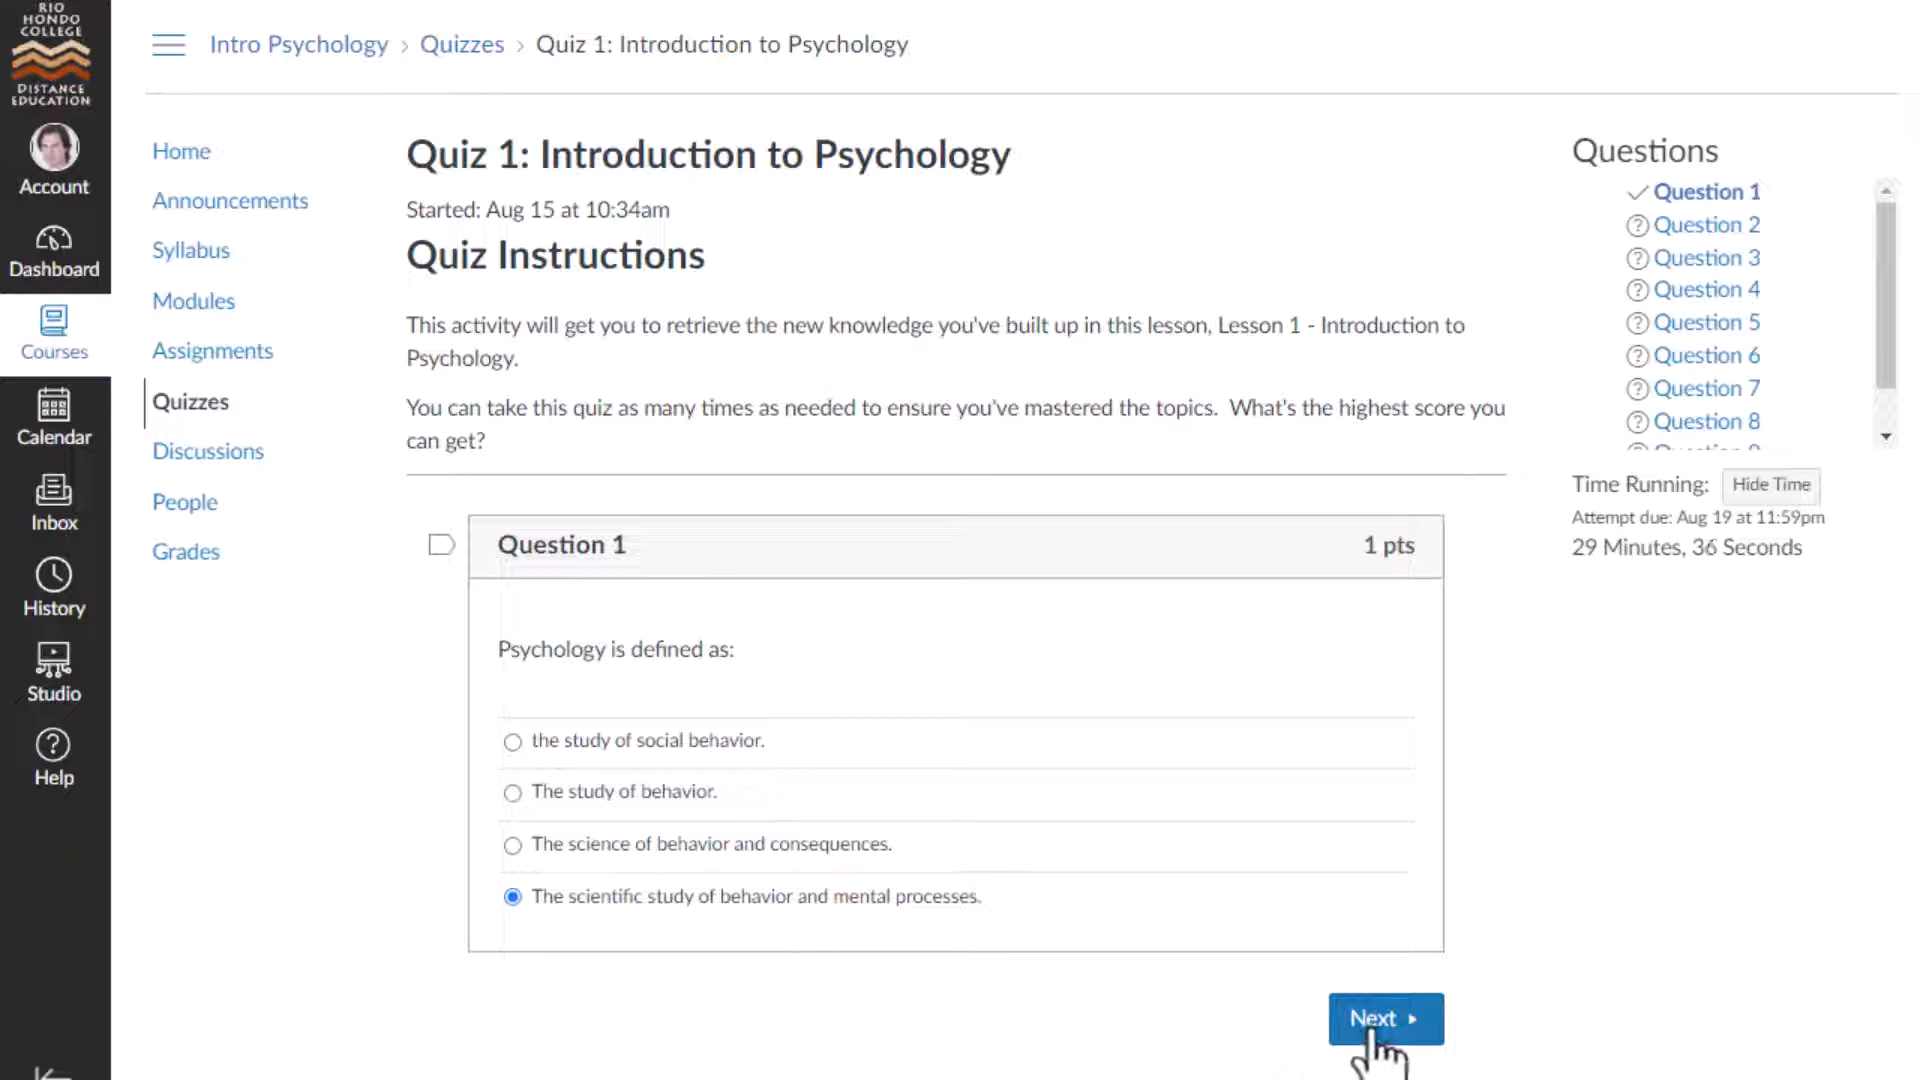 RIO
HONDO
COLLEGE
DISTANCE
EDUCATION
Account
Dashboard
Courses
Calendar
Inbox
History
Studio
Help
Intro Psychology › Quizzes › Quiz 1: Introduction to Psychology
Home
Announcements
Syllabus
Modules
Assignments
Quizzes
Discussions
People
Grades
Quiz 1: Introduction to Psychology
Started: Aug 15 at 10:34am
Quiz Instructions
This activity will get you to retrieve the new knowledge you've built up in this lesson, Lesson 1 - Introduction to
Psychology.
You can take this quiz as many times as needed to ensure you've mastered the topics. What's the highest score you
can get?
Question 1 1 pts
Psychology is defined as:
the study of social behavior.
The study of behavior.
The science of behavior and consequences.
The scientific study of behavior and mental processes.
Next
Questions
Question 1
Question 2
Question 3
Question 4
Question 5
Question 6
Question 7
Question 8
Time Running: Hide Time
Attempt due: Aug 19 at 11:59pm
29 Minutes, 36 Seconds